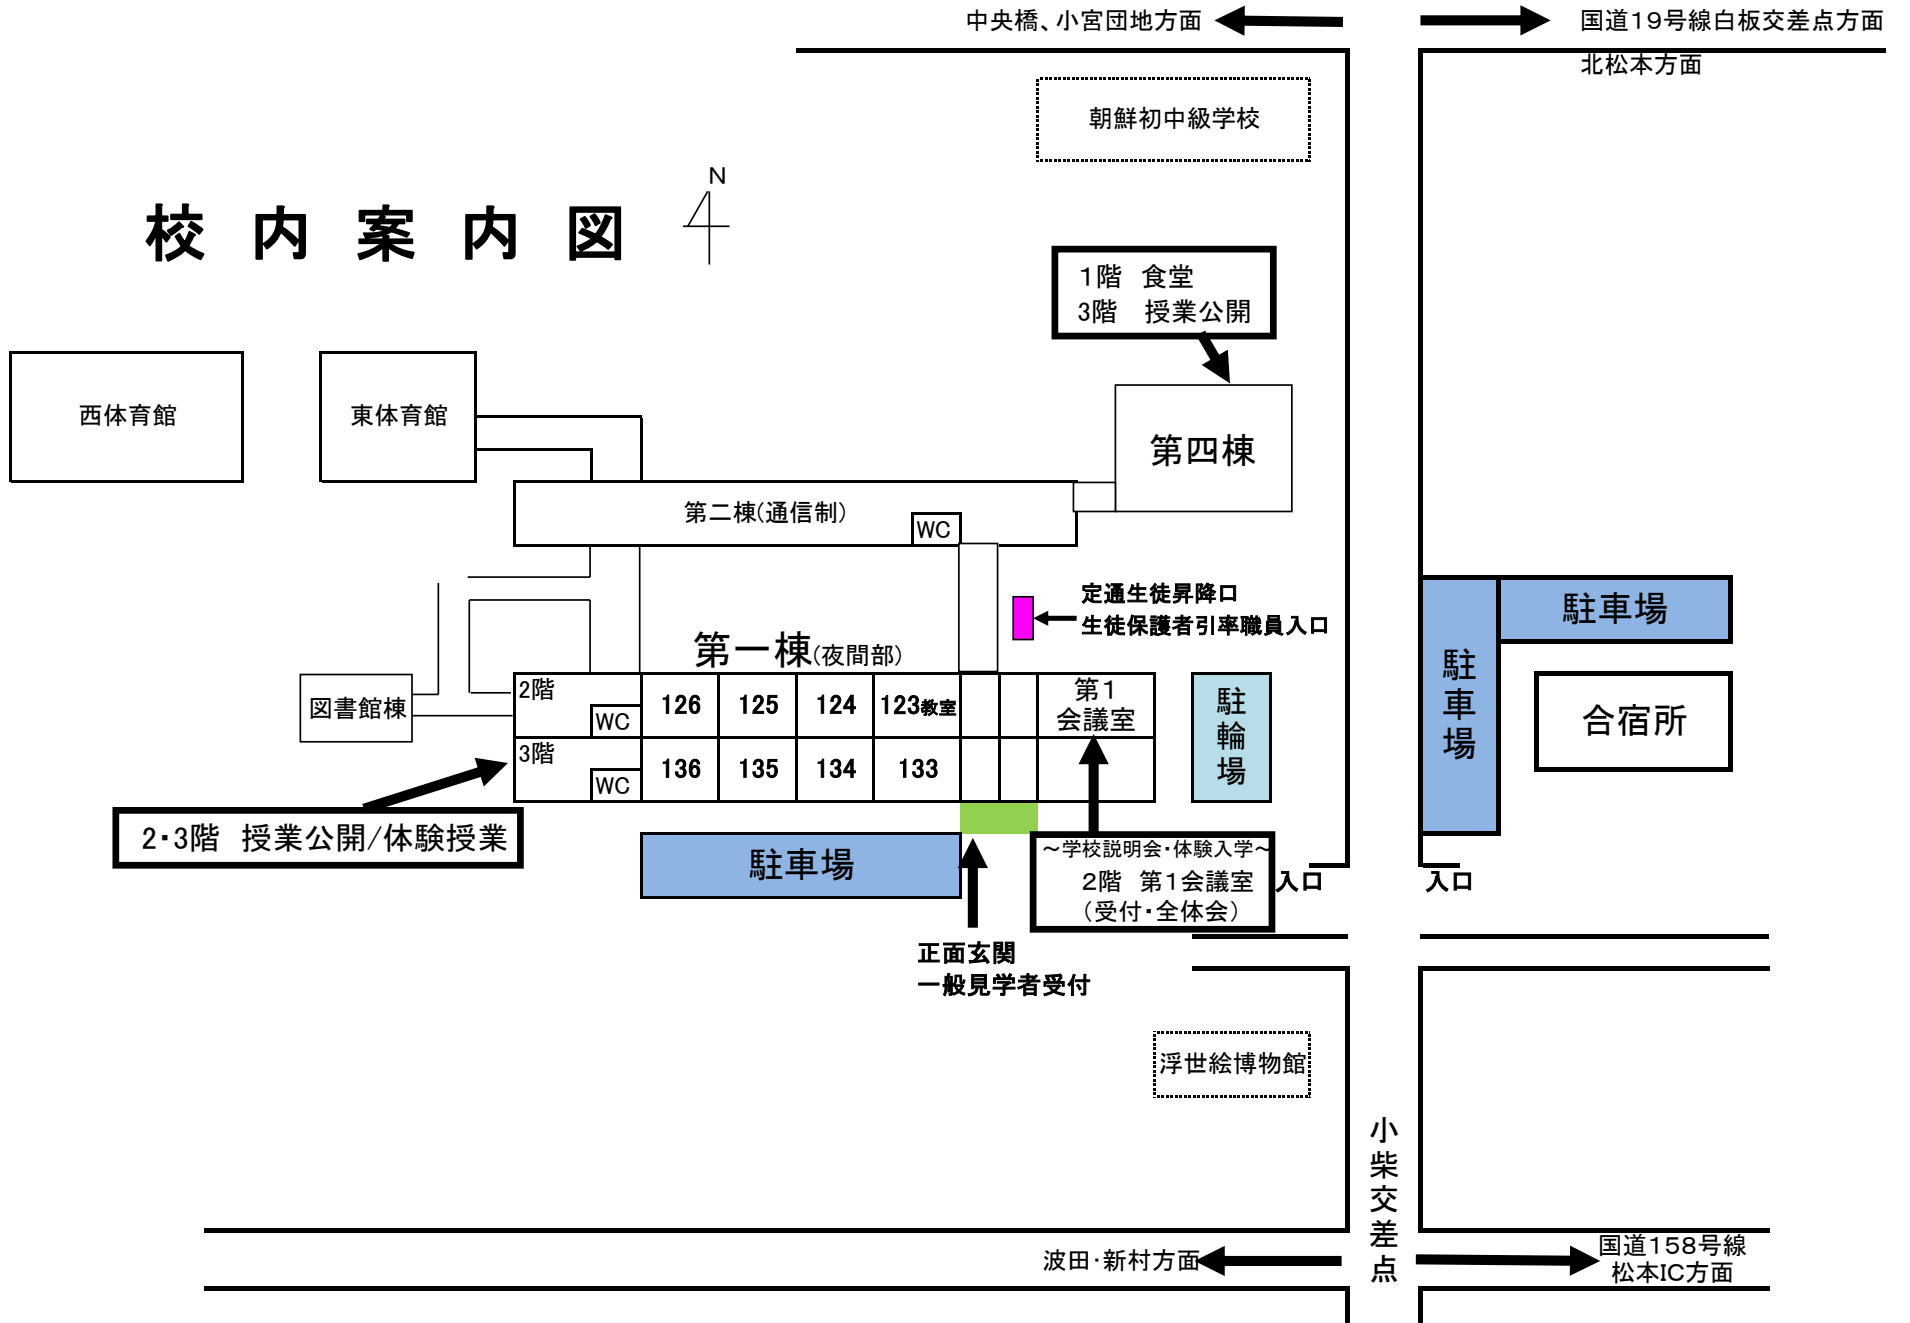 中央橋、小宮団地方面
国道19号線白板交差点方面
北松本方面
朝鮮初中級学校
校内案内図
N
1階 食堂
3階 授業公開
西体育館
東体育館
第四棟
第二棟(通信制)
WC
定通生徒昇降口
生徒保護者引率職員入口
駐車場
駐車場
合宿所
第一棟(夜間部)
図書館棟
2階
WC
126
125
124
123教室
第1
会議室
駐輪場
3階
WC
136
135
134
133
2・3階 授業公開/体験授業
駐車場
～学校説明会・体験入学～
2階 第1会議室
(受付・全体会)
入口
入口
正面玄関
一般見学者受付
浮世絵博物館
小柴交差点
波田・新村方面
国道158号線
松本IC方面